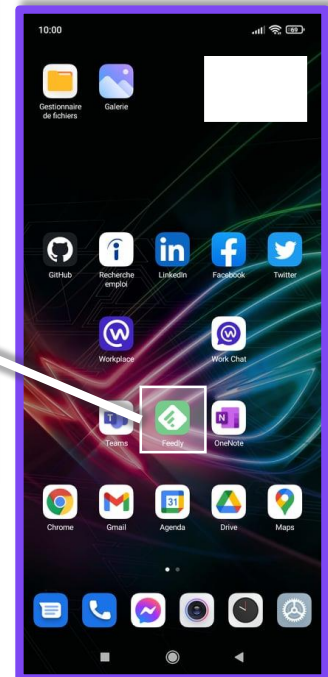 10:00
69
Gestionnaire
de fichiers
Galerie
GitHub
Recherche
emploi
LinkedIn
Facebook
Twitter
Workplace
Work Chat
Teams
Feedly
OneNote
31
Chrome
Gmail
Agenda
Drive
Maps